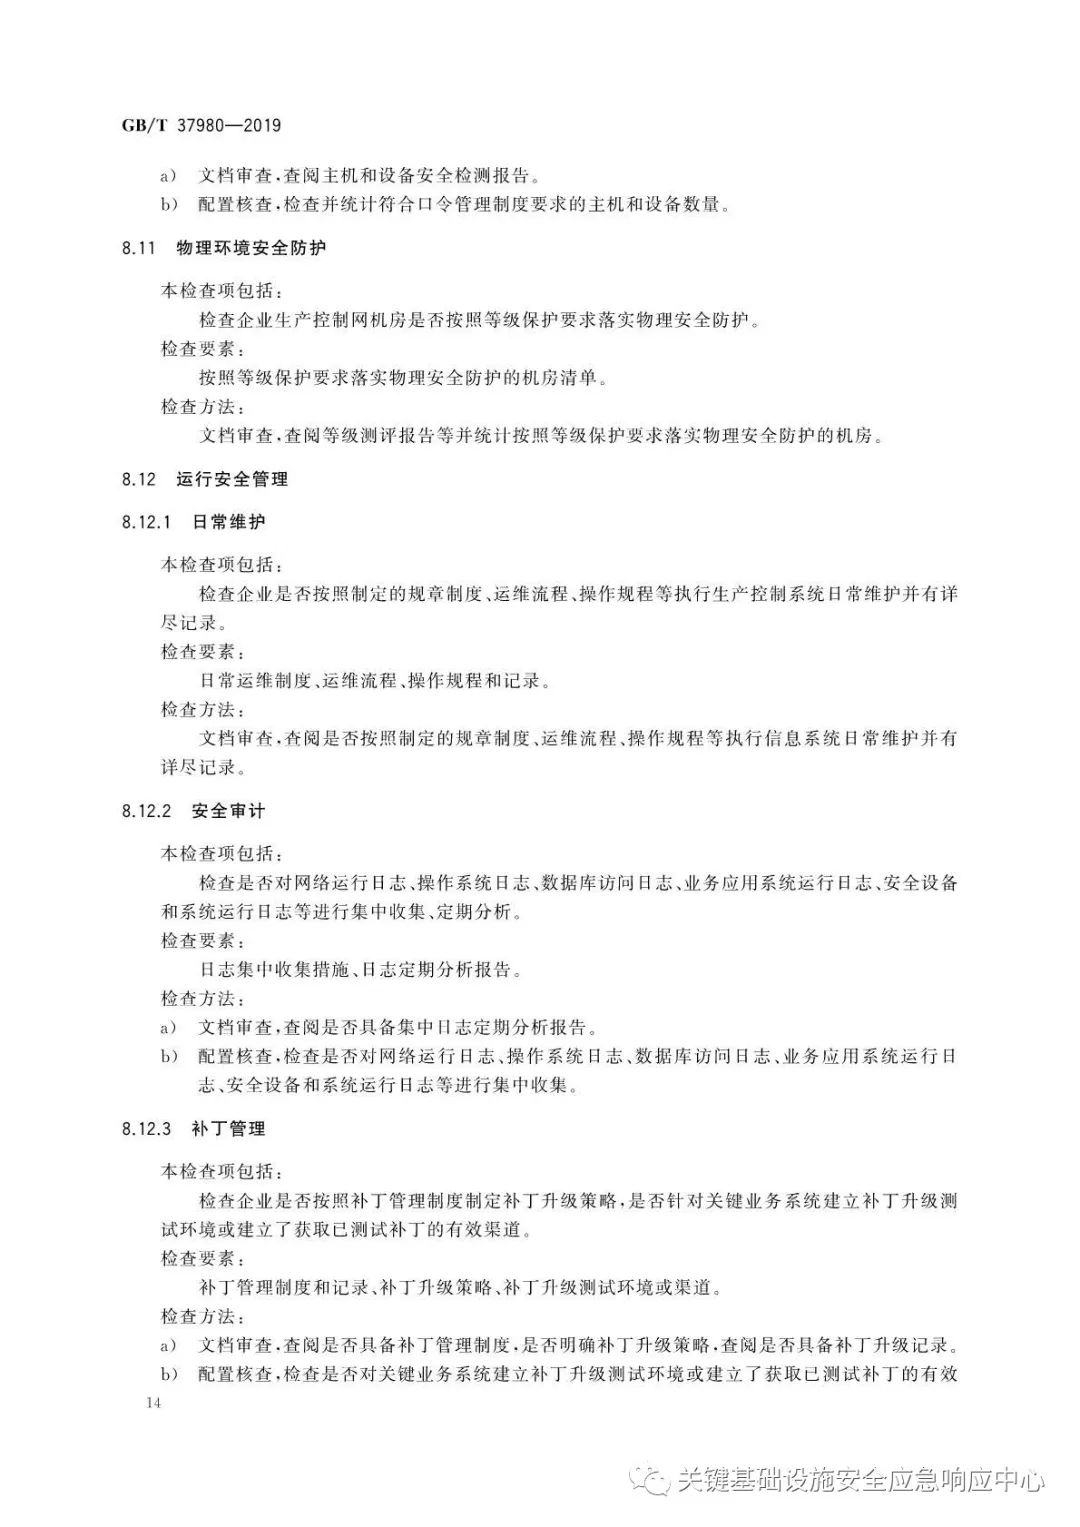 GB/T 37980—2019
a) 文档审查,查阅主机和设备安全检测报告。
b) 配置核查,检查并统计符合口令管理制度要求的主机和设备数量。
8.11 物理环境安全防护
本检查项包括:
检查企业生产控制网机房是否按照等级保护要求落实物理安全防护。
检查要素:
按照等级保护要求落实物理安全防护的机房清单。
检查方法:
文档审查,查阅等级测评报告等并统计按照等级保护要求落实物理安全防护的机房。
8.12 运行安全管理
8.12.1 日常维护
本检查项包括:
检查企业是否按照制定的规章制度、运维流程、操作规程等执行生产控制系统日常维护并有详
尽记录。
检查要素:
日常运维制度、运维流程、操作规程和记录。
检查方法:
文档审查,查阅是否按照制定的规章制度、运维流程、操作规程等执行信息系统日常维护并有
详尽记录。
8.12.2 安全审计
本检查项包括:
检查是否对网络运行日志、操作系统日志、数据库访问日志、业务应用系统运行日志、安全设备
和系统运行日志等进行集中收集、定期分析。
检查要素:
日志集中收集措施、日志定期分析报告。
检查方法:
a) 文档审查,查阅是否具备集中日志定期分析报告。
b) 配置核查,检查是否对网络运行日志、操作系统日志、数据库访问日志、业务应用系统运行日
志、安全设备和系统运行日志等进行集中收集。
8.12.3 补丁管理
本检查项包括:
检查企业是否按照补丁管理制度制定补丁升级策略,是否针对关键业务系统建立补丁升级测
试环境或建立了获取已测试补丁的有效渠道。
检查要素:
补丁管理制度和记录、补丁升级策略、补丁升级测试环境或渠道。
检查方法:
a) 文档审查,查阅是否具备补丁管理制度,是否明确补丁升级策略,查阅是否具备补丁升级记录。
b) 配置核查,检查是否对关键业务系统建立补丁升级测试环境或建立了获取已测试补丁的有效
14
关键基础设施安全应急响应中心